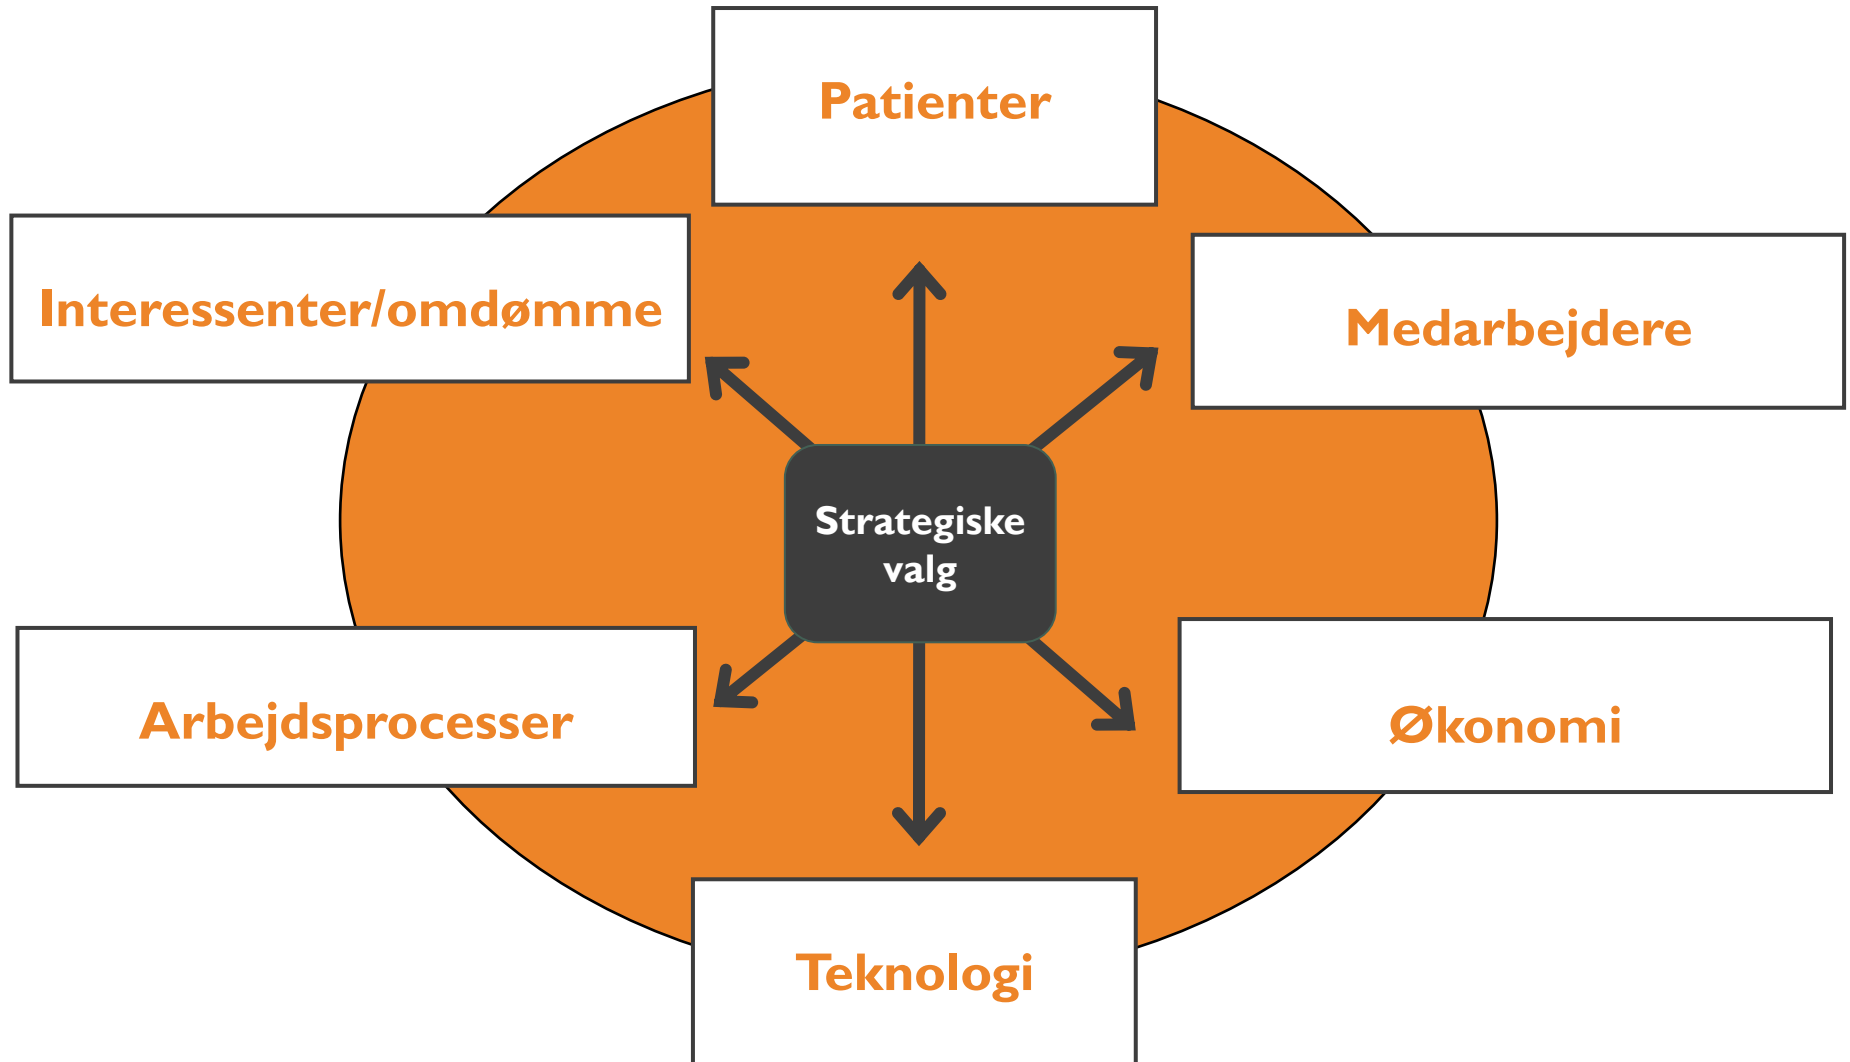 Patienter
Interessenter/omdømme
Medarbejdere
Strategiske
valg
Arbejdsprocesser
Økonomi
Teknologi